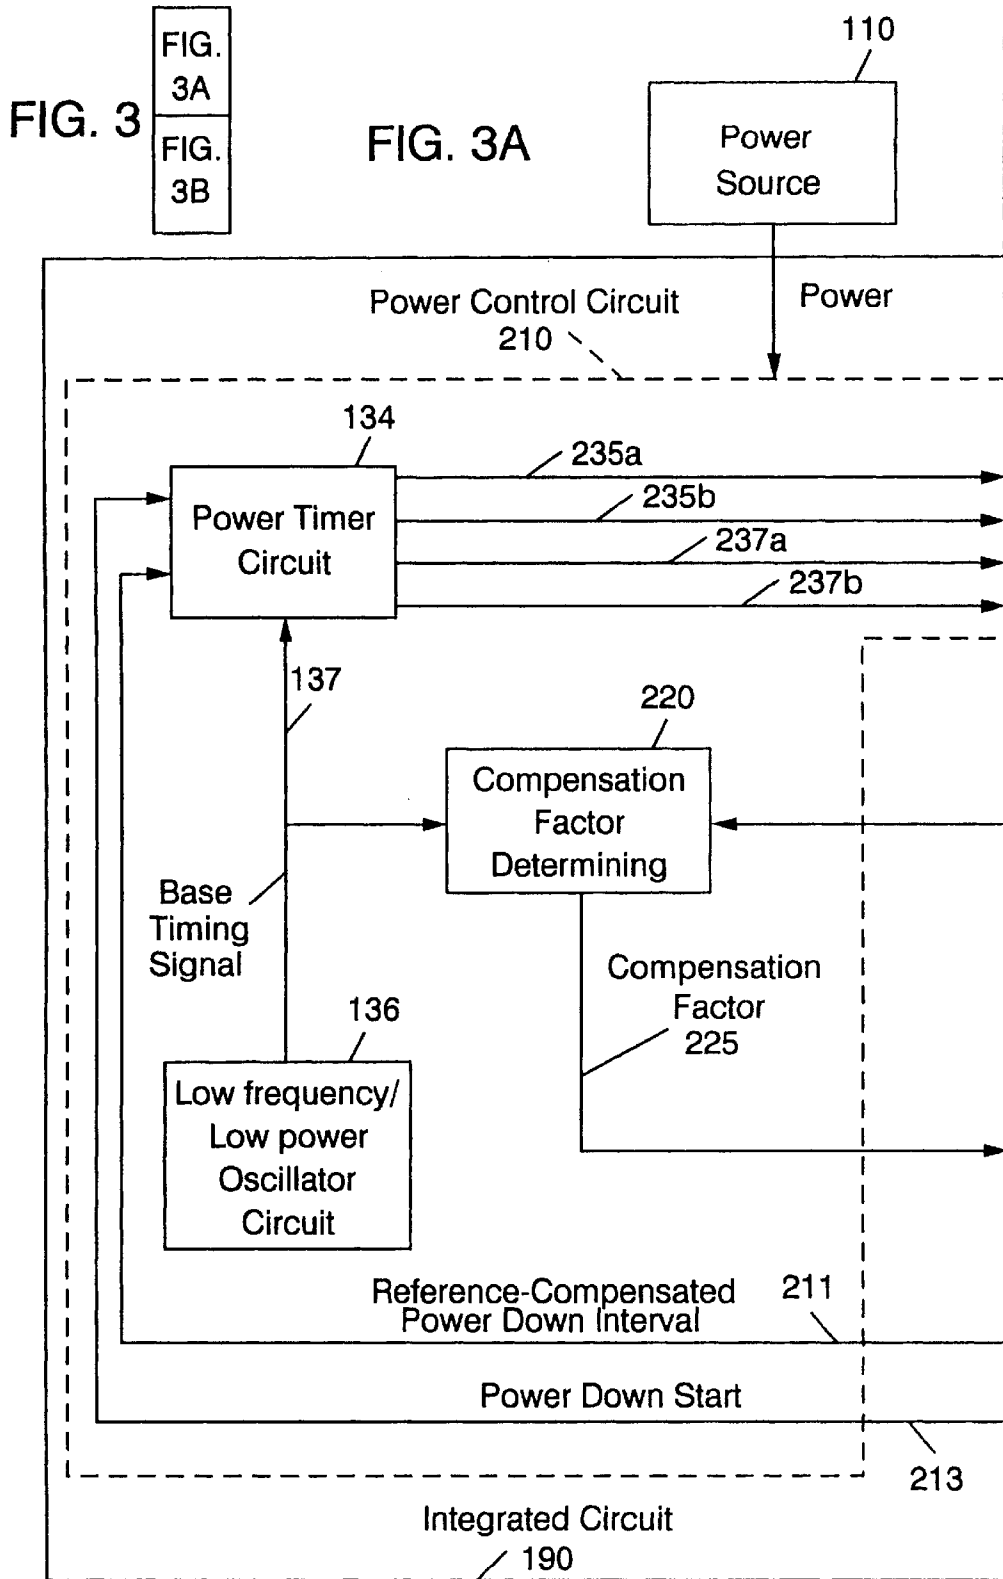 FIG. 3
FIG.
3A
FIG.
3B
FIG. 3A
110
Power
Source
Power Control Circuit
210
Power
134
Power Timer
Circuit
235a
235b
237a
237b
137
220
Compensation
Factor
Determining
Base
Timing
Signal
Compensation
Factor
225
136
Low frequency/
Low power
Oscillator
Circuit
Reference-Compensated
Power Down Interval
211
Power Down Start
213
Integrated Circuit
190